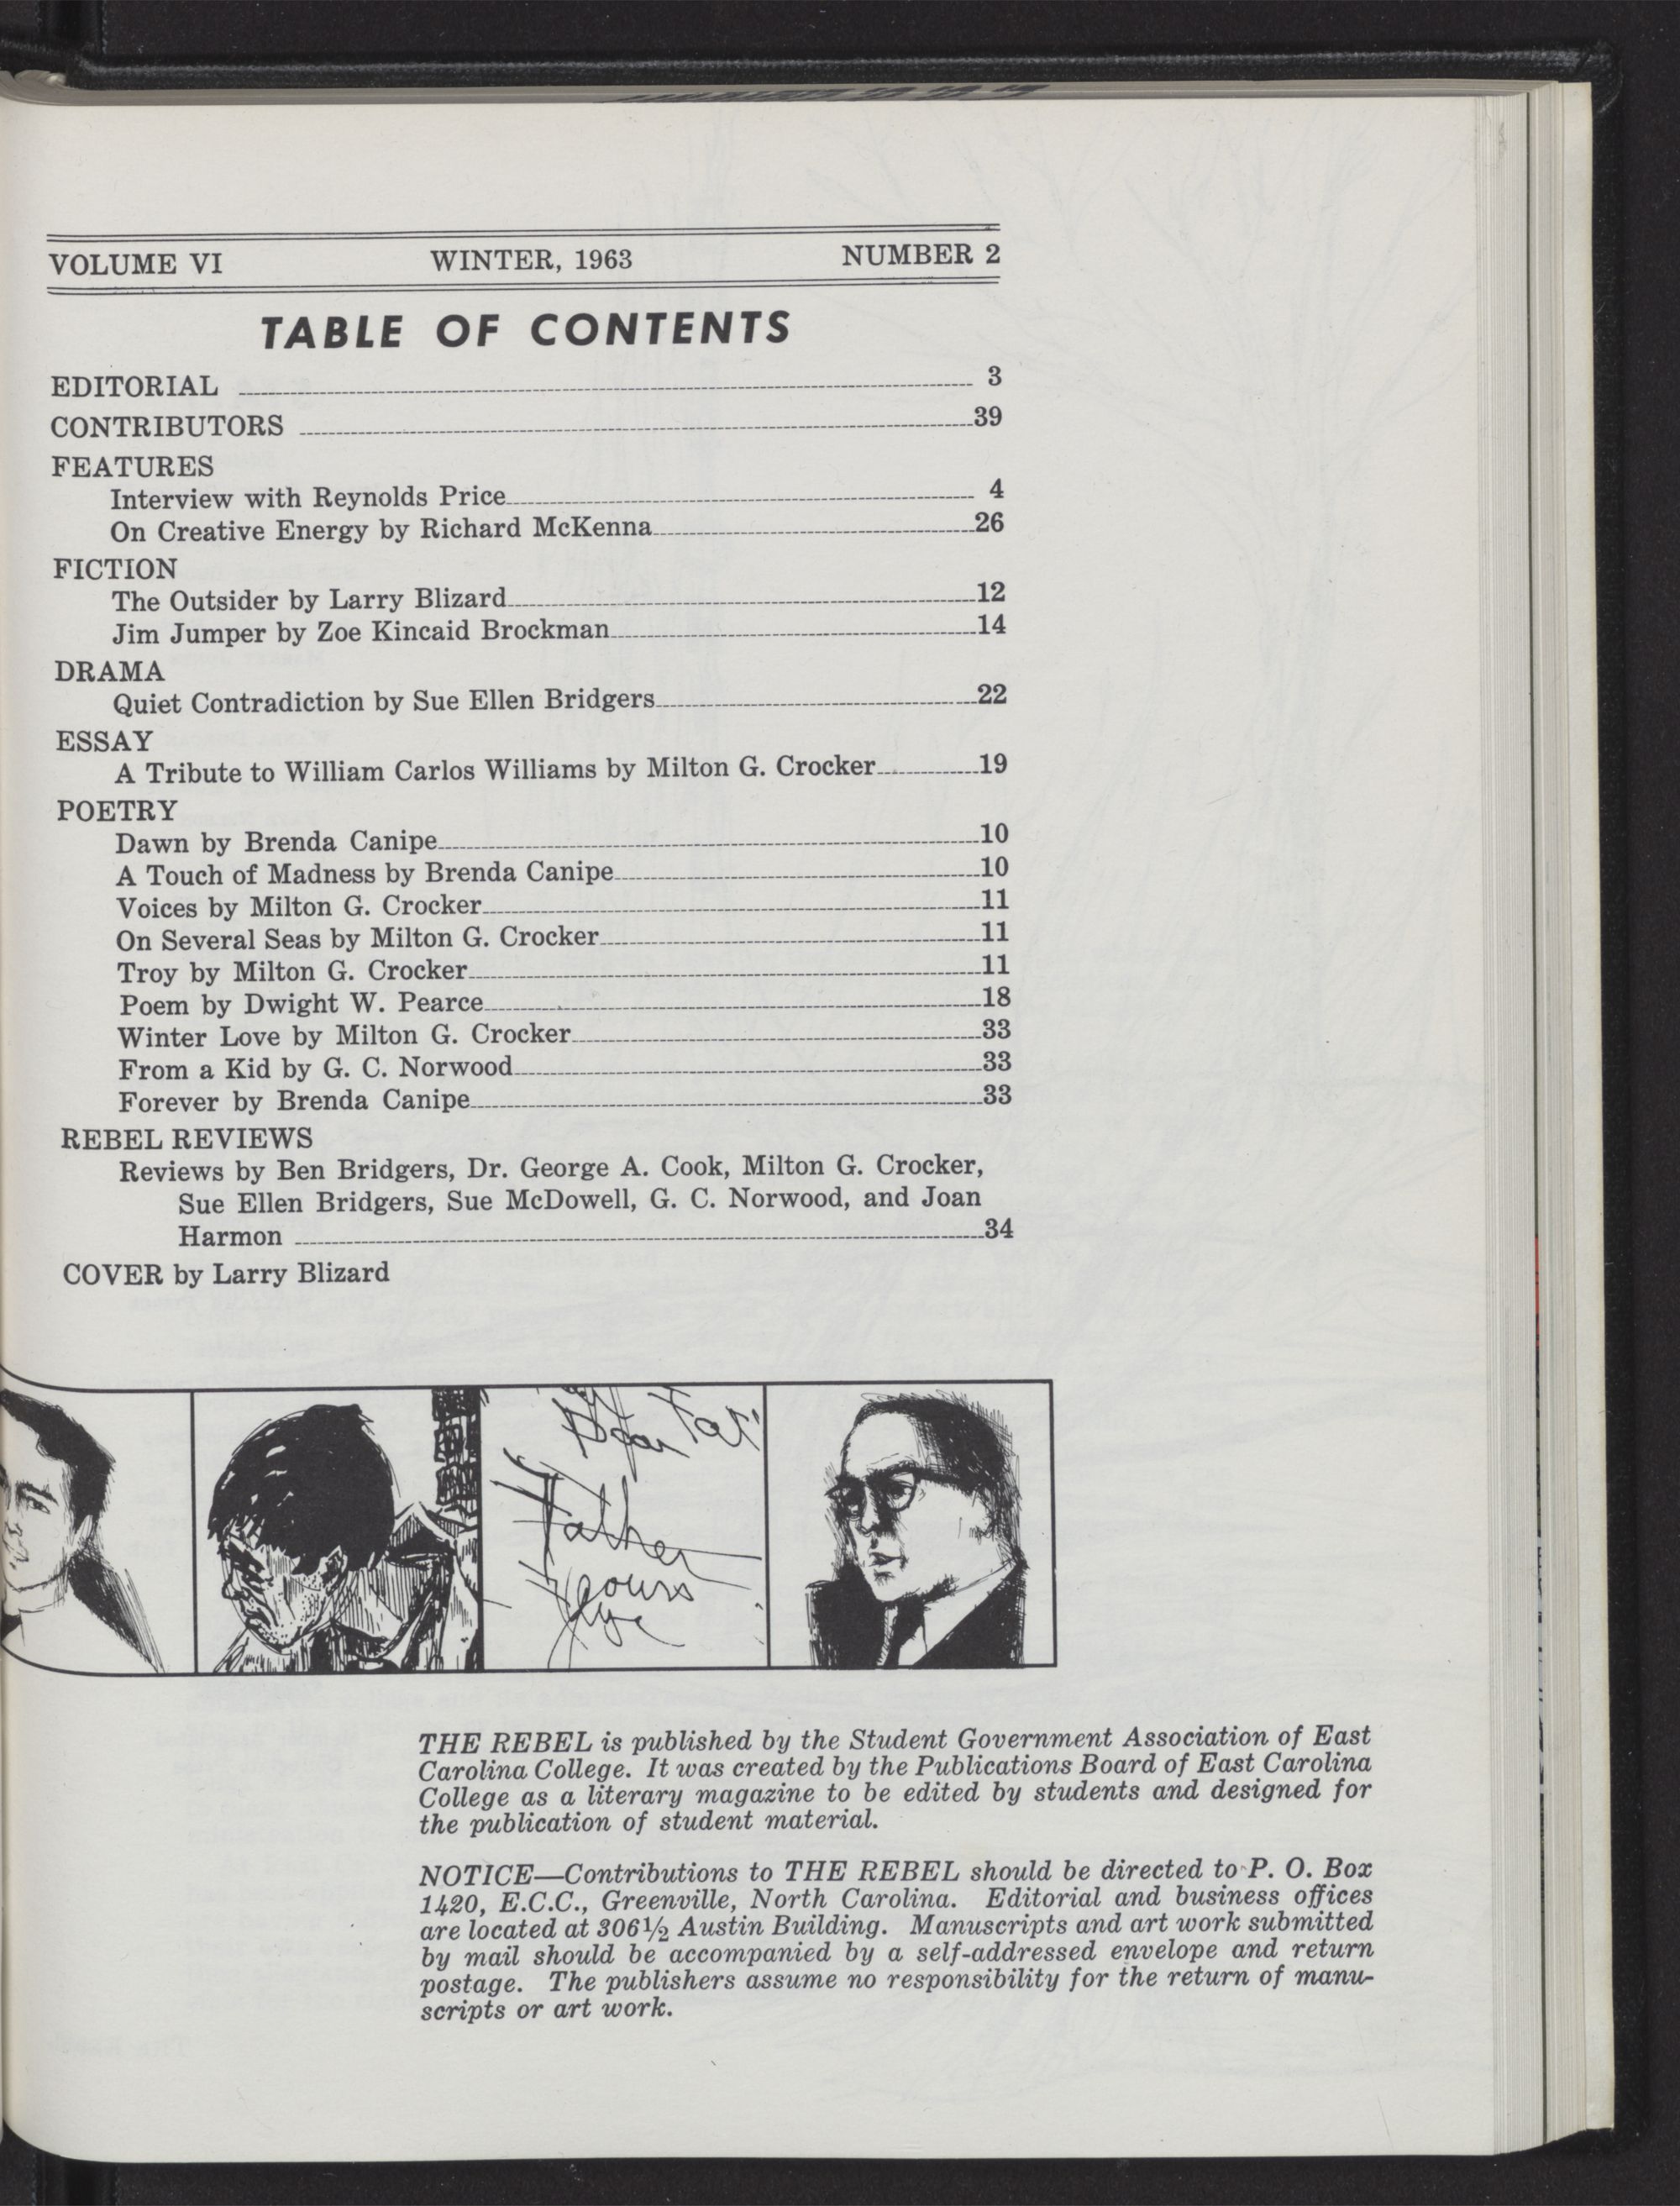 VOLUME VI WINTER, 1963 NUMBER 2
TABLE OF CONTENTS
EDITORIAL 3
CONTRIBUTORS 39
FEATURES
Interview with Reynolds Price 4
On Creative Energy by Richard McKenna 26
FICTION
The Outsider by Larry Blizard 12
Jim Jumper by Zoe Kincaid Brockman 14
DRAMA
Quiet Contradiction by Sue Ellen Bridgers 22
ESSAY
A Tribute to William Carlos Williams by Milton G. Crocker 19
POETRY
Dawn by Brenda Canipe 10
A Touch of Madness by Brenda Canipe 10
Voices by Milton G. Crocker 11
On Several Seas by Milton G. Crocker 11
Troy by Milton G. Crocker 11
Poem by Dwight W. Pearce 18
Winter Love by Milton G. Crocker 33
From a Kid by G. C. Norwood 33
Forever by Brenda Canipe 33
REBEL REVIEWS
Reviews by Ben Bridgers, Dr. George A. Cook, Milton G. Crocker,
Sue Ellen Bridgers, Sue McDowell, G. C. Norwood, and Joan
Harmon 34
COVER by Larry Blizard
Father
yours
THE REBEL is published by the Student Government Association of East
Carolina College. It was created by the Publications Board of East Carolina
College as a literary magazine to be edited by students and designed for
the publication of student material.
NOTICE—Contributions to THE REBEL should be directed to P. O. Box
1420, E.C.C., Greenville, North Carolina. Editorial and business offices
are located at 306½ Austin Building. Manuscripts and art work submitted
by mail should be accompanied by a self-addressed envelope and return
postage. The publishers assume no responsibility for the return of manu-
scripts or art work.